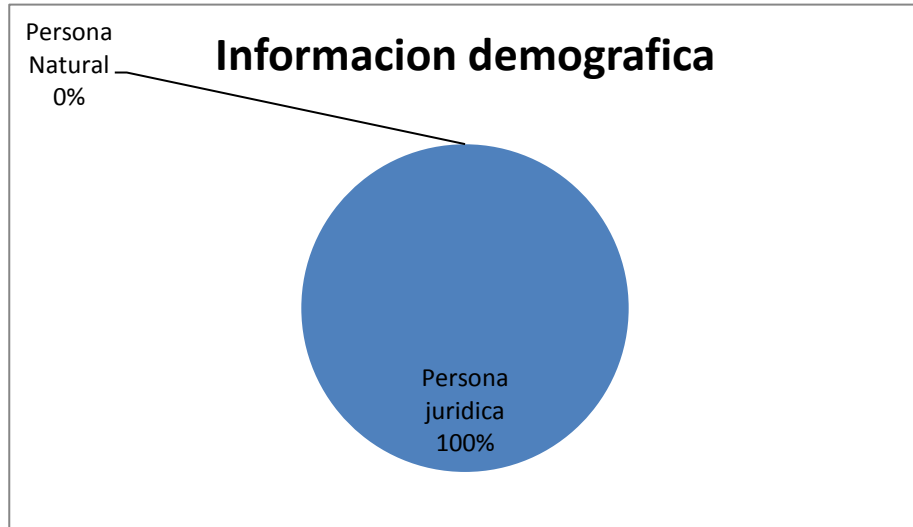 Informacion demografica
Persona
Natural
0%
Persona
juridica
100%